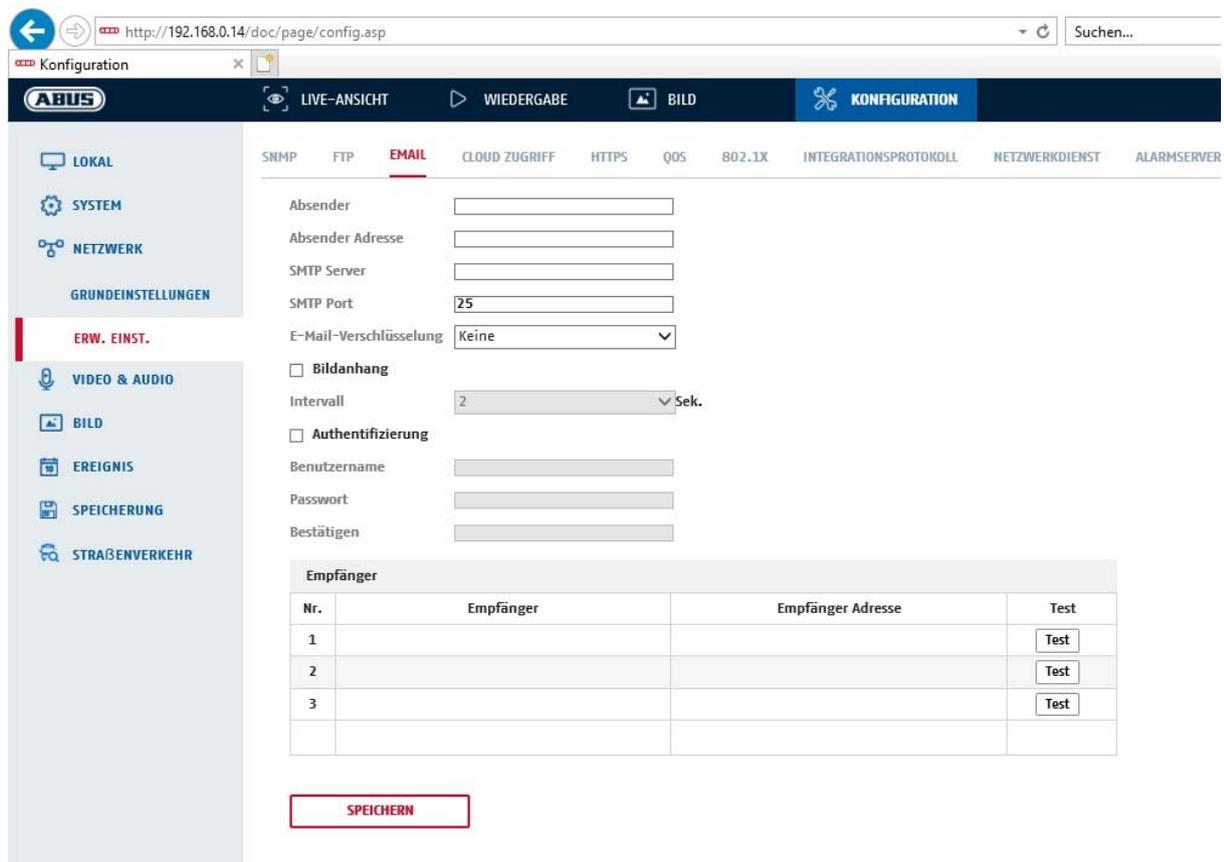 http://192.168.0.14/doc/page/config.asp
Suchen...
Konfiguration
ABUS
LIVE-ANSICHT
WIEDERGABE
BILD
KONFIGURATION
LOKAL
SYSTEM
NETZWERK
GRUNDEINSTELLUNGEN
ERW. EINST.
VIDEO & AUDIO
BILD
EREIGNIS
SPEICHERUNG
STRAßENVERKEHR
SNMP FTP EMAIL CLOUD ZUGRIFF HTTPS QOS 802.1X INTEGRATIONSPROTOKOLL NETZWERKDIENST ALARMSERVER
Absender
Absender Adresse
SMTP Server
SMTP Port 25
E-Mail-Verschlüsselung Keine
Bildanhang
Intervall 2 Sek.
Authentifizierung
Benutzername
Passwort
Bestätigen
Empfänger
Nr. Empfänger Empfänger Adresse Test
1 Test
2 Test
3 Test
SPEICHERN